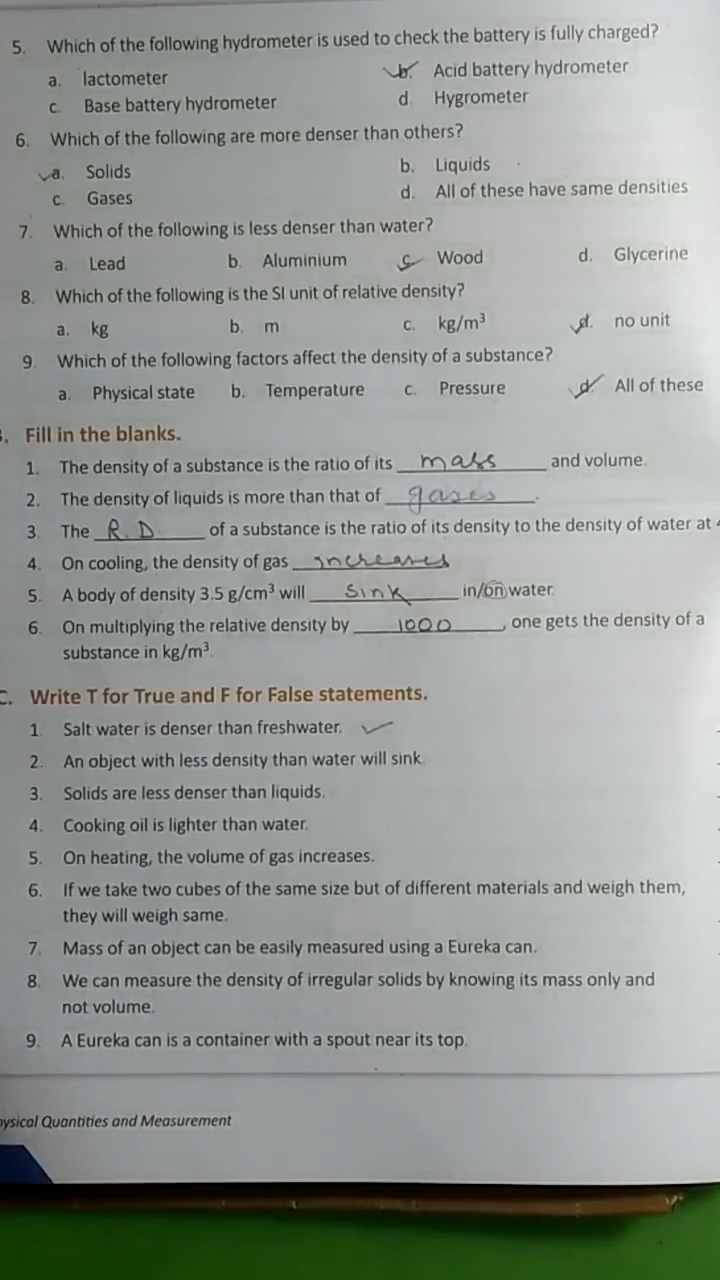 5. Which of the following hydrometer is used to check the battery is fully charged?
a. lactometer b. Acid battery hydrometer
c. Base battery hydrometer d. Hygrometer
6. Which of the following are more denser than others?
a. Solids b. Liquids
c. Gases d. All of these have same densities
7. Which of the following is less denser than water?
a. Lead b. Aluminium c. Wood d. Glycerine
8. Which of the following is the SI unit of relative density?
a. kg b. m c. kg/m³ d. no unit
9. Which of the following factors affect the density of a substance?
a. Physical state b. Temperature c. Pressure d. All of these
Fill in the blanks.
1. The density of a substance is the ratio of its mass and volume.
2. The density of liquids is more than that of gases.
3. The R.D of a substance is the ratio of its density to the density of water at
4. On cooling, the density of gas increases
5. A body of density 3.5 g/cm³ will sink in/on water.
6. On multiplying the relative density by 1000, one gets the density of a
substance in kg/m³.
C. Write T for True and F for False statements.
1. Salt water is denser than freshwater. ✓
2. An object with less density than water will sink.
3. Solids are less denser than liquids.
4. Cooking oil is lighter than water.
5. On heating, the volume of gas increases.
6. If we take two cubes of the same size but of different materials and weigh them,
they will weigh same.
7. Mass of an object can be easily measured using a Eureka can.
8. We can measure the density of irregular solids by knowing its mass only and
not volume.
9. A Eureka can is a container with a spout near its top.
Quantities and Measurement